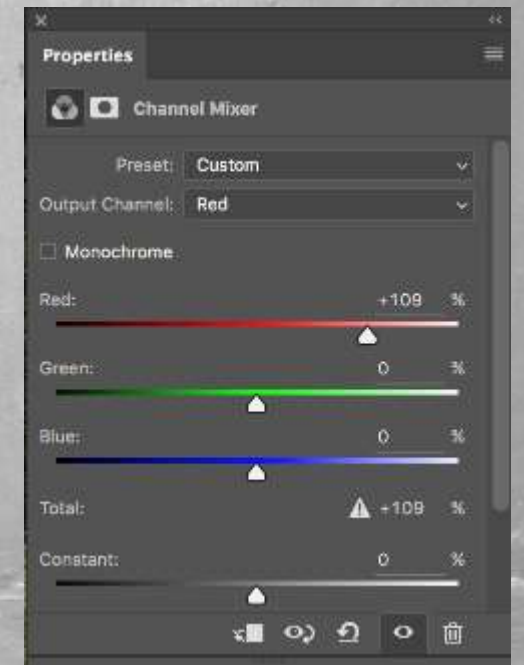 Properties
Channel Mixer
Preset: Custom
Output Channel: Red
Monochrome
Red: +109 %
Green: 0 %
Blue: 0 %
Total: +109 %
Constant: 0 %